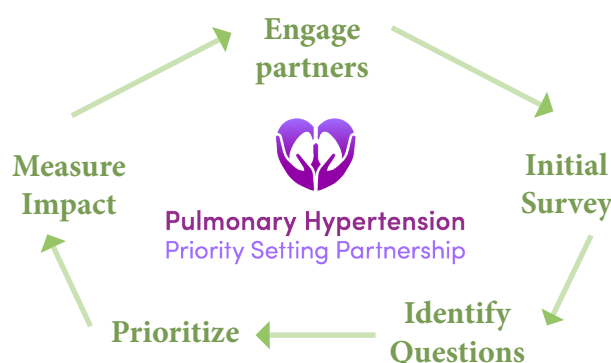 Engage
partners
Initial
Survey
Identify
Questions
Prioritize
Measure
Impact
Pulmonary Hypertension
Priority Setting Partnership